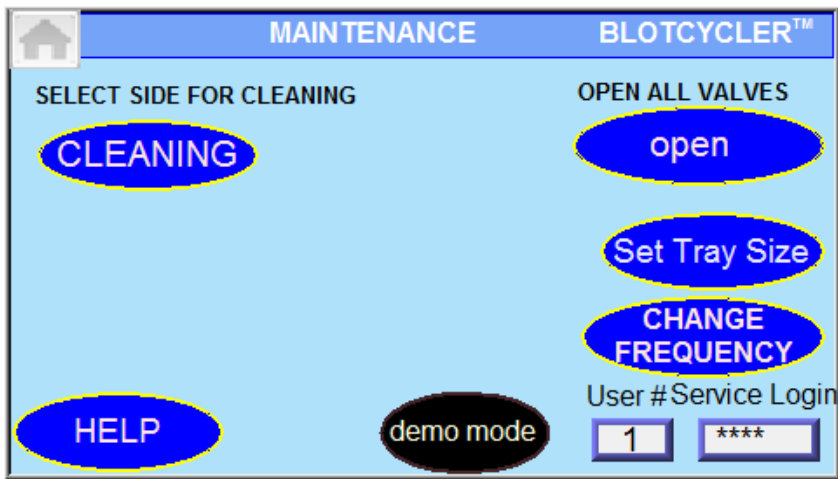 MAINTENANCE BLOTCYCLER™
SELECT SIDE FOR CLEANING
OPEN ALL VALVES
CLEANING
open
Set Tray Size
CHANGE
FREQUENCY
User # Service Login
HELP
demo mode
1
****